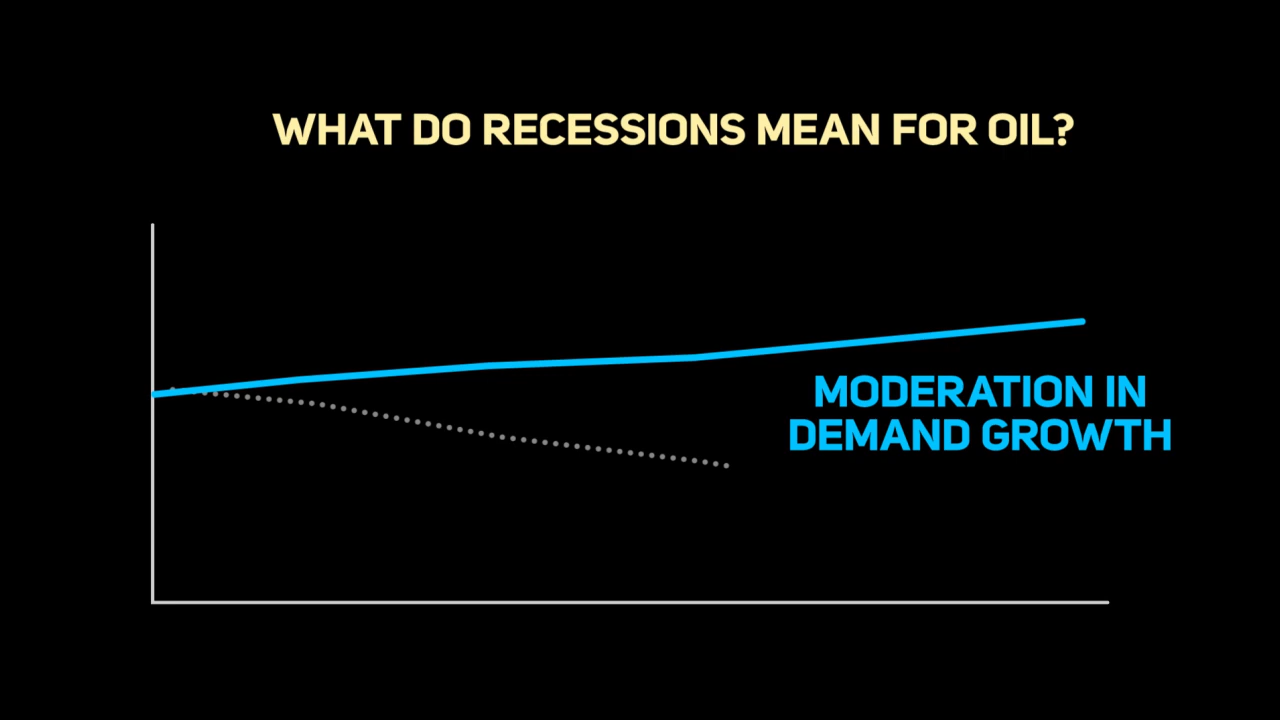 WHAT DO RECESSIONS MEAN FOR OIL?
MODERATION IN
DEMAND GROWTH